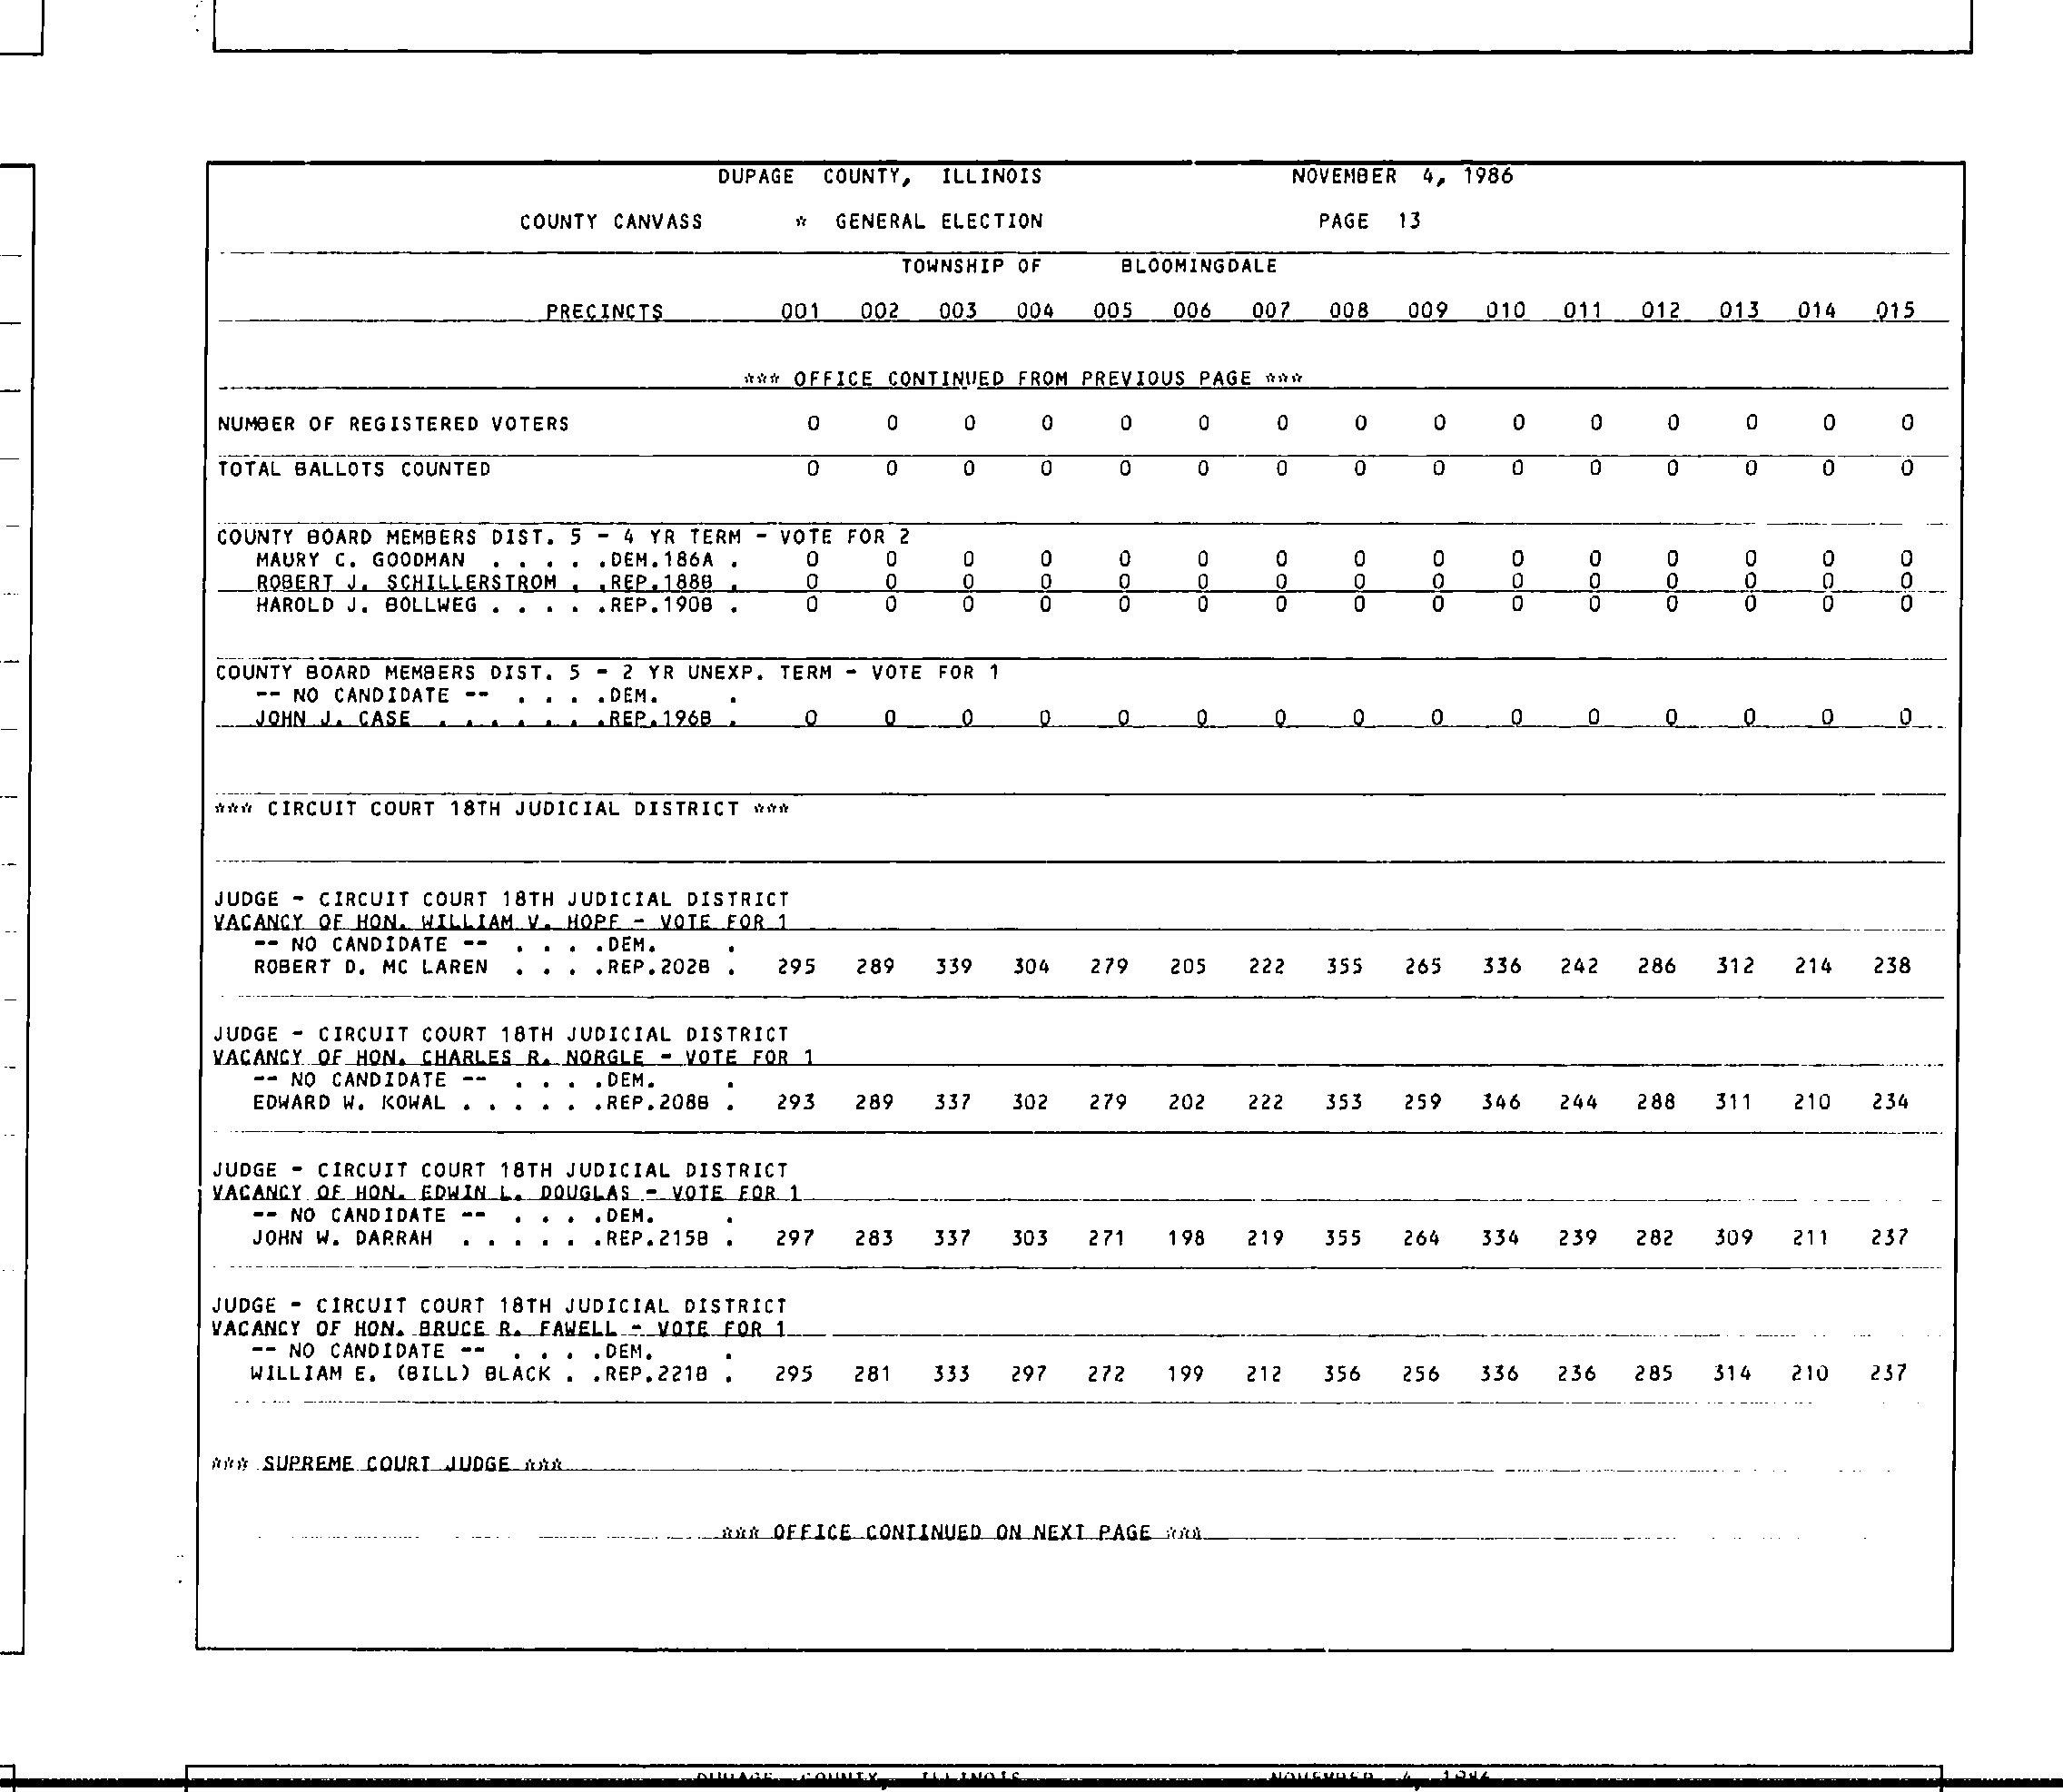 DUPAGE COUNTY, ILLINOIS NOVEMBER 4, 1986
COUNTY CANVASS * GENERAL ELECTION PAGE 13
TOWNSHIP OF BLOOMINGDALE
PRECINCTS 001 002 003 004 005 006 007 008 009 010 011 012 013 014 015
*** OFFICE CONTINUED FROM PREVIOUS PAGE ***
NUMBER OF REGISTERED VOTERS 0 0 0 0 0 0 0 0 0 0 0 0 0 0 0
TOTAL BALLOTS COUNTED 0 0 0 0 0 0 0 0 0 0 0 0 0 0 0
COUNTY BOARD MEMBERS DIST. 5 - 4 YR TERM - VOTE FOR 2
MAURY C. GOODMAN . . . . .DEM.186A . 0 0 0 0 0 0 0 0 0 0 0 0 0 0 0
ROBERT J. SCHILLERSTROM . .REP.188B . 0 0 0 0 0 0 0 0 0 0 0 0 0 0 0
HAROLD J. BOLLWEG . . . . .REP.190B . 0 0 0 0 0 0 0 0 0 0 0 0 0 0 0
COUNTY BOARD MEMBERS DIST. 5 - 2 YR UNEXP. TERM - VOTE FOR 1
-- NO CANDIDATE -- . . . .DEM. .
JOHN J. CASE . . . . . . .REP.196B . 0 0 0 0 0 0 0 0 0 0 0 0 0 0 0
*** CIRCUIT COURT 18TH JUDICIAL DISTRICT ***
JUDGE - CIRCUIT COURT 18TH JUDICIAL DISTRICT
VACANCY OF HON. WILLIAM V. HOPF - VOTE FOR 1
-- NO CANDIDATE -- . . . .DEM. .
ROBERT D. MC LAREN . . . .REP.202B . 295 289 339 304 279 205 222 355 265 336 242 286 312 214 238
JUDGE - CIRCUIT COURT 18TH JUDICIAL DISTRICT
VACANCY OF HON. CHARLES R. NORGLE - VOTE FOR 1
-- NO CANDIDATE -- . . . .DEM. .
EDWARD W. KOWAL . . . . . .REP.208B . 293 289 337 302 279 202 222 353 259 346 244 288 311 210 234
JUDGE - CIRCUIT COURT 18TH JUDICIAL DISTRICT
VACANCY OF HON. EDWIN L. DOUGLAS - VOTE FOR 1
-- NO CANDIDATE -- . . . .DEM. .
JOHN W. DARRAH . . . . . .REP.215B . 297 283 337 303 271 198 219 355 264 334 239 282 309 211 237
JUDGE - CIRCUIT COURT 18TH JUDICIAL DISTRICT
VACANCY OF HON. BRUCE R. FAWELL - VOTE FOR 1
-- NO CANDIDATE -- . . . .DEM. .
WILLIAM E. (BILL) BLACK . .REP.221B . 295 281 333 297 272 199 212 356 256 336 236 285 314 210 237
*** SUPREME COURT JUDGE ***
*** OFFICE CONTINUED ON NEXT PAGE ***
DUPAGE COUNTY, ILLINOIS NOVEMBER 4, 1986